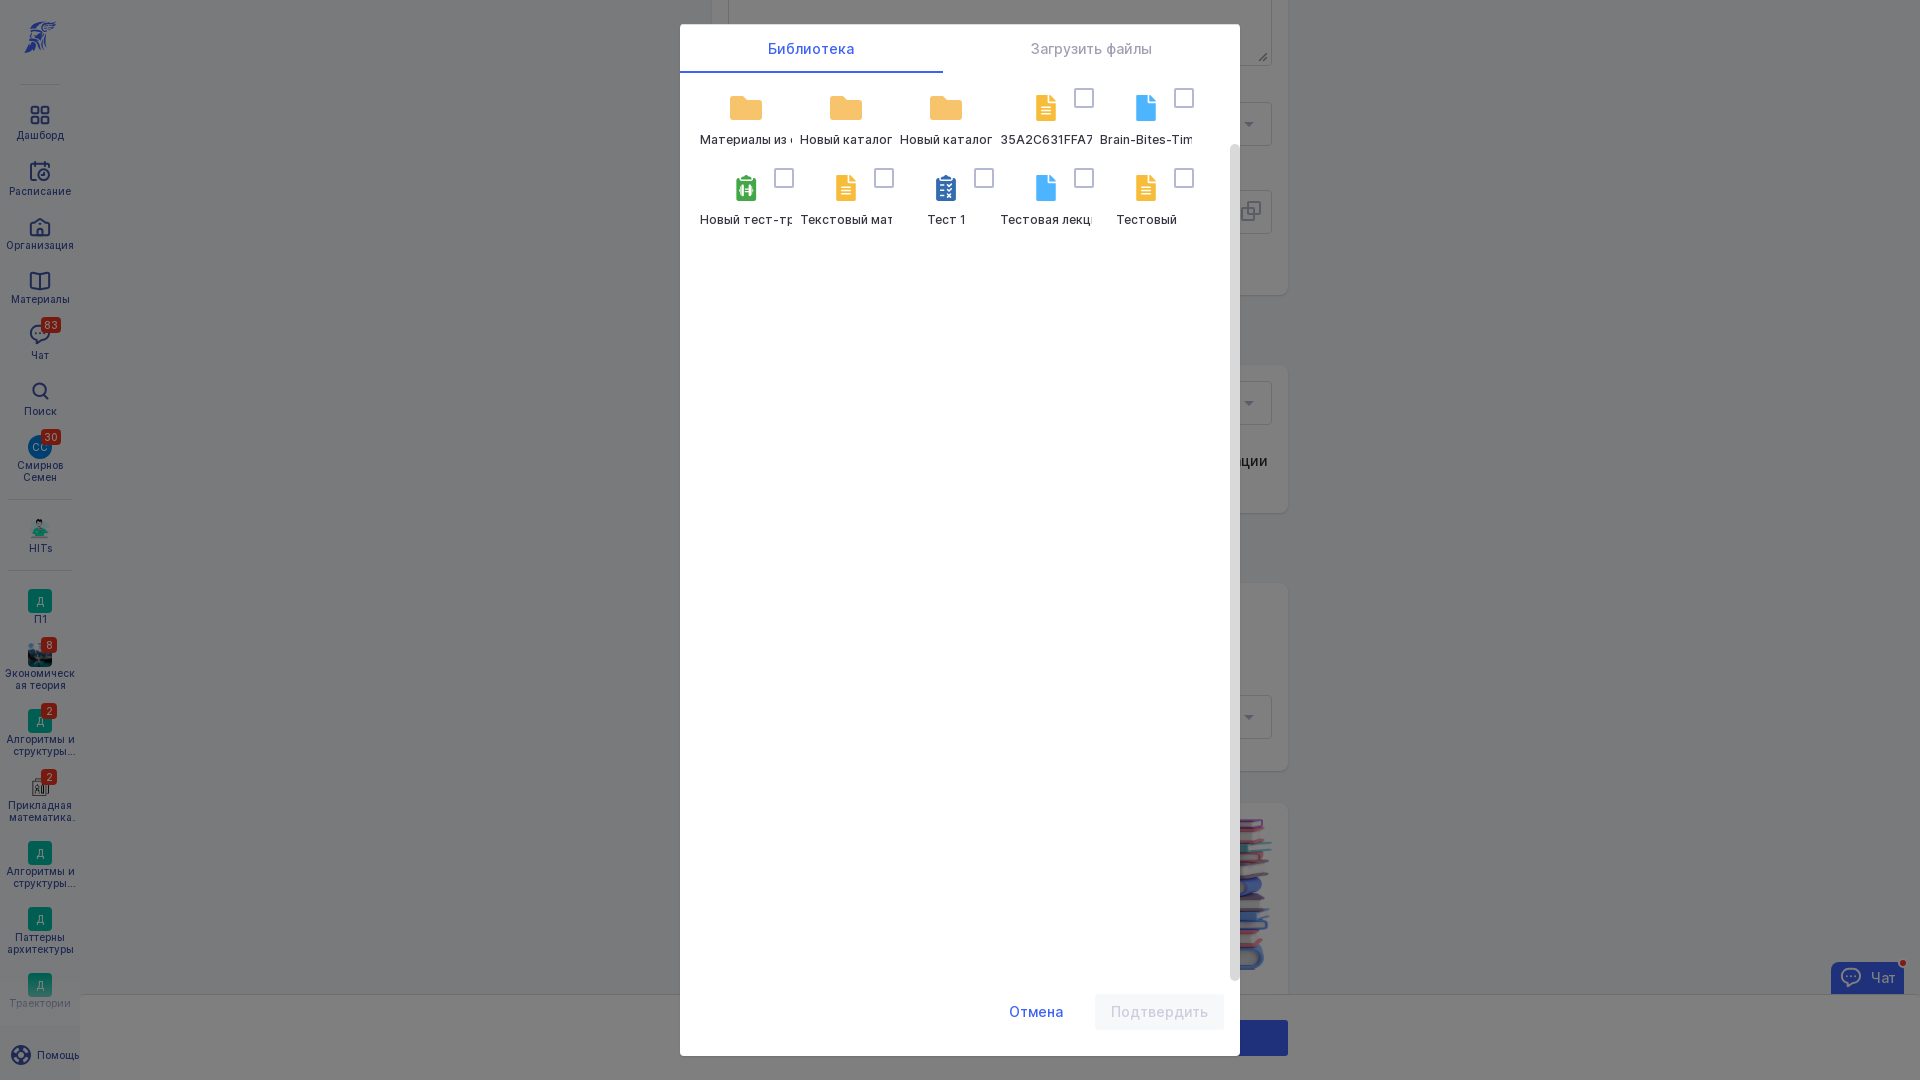 Библиотека
Загрузить файлы
Материалы из
Новый каталог
Новый каталог
35A2C631FFA7
Brain-Bites-Tim
Новый тест-тр
Текстовый мат
Тест 1
Тестовая лекц
Тестовый
Отмена
Подтвердить
Дашборд
Расписание
Организация
Материалы
83
Чат
Поиск
30
СС
Смирнов
Семен
HITs
Д
П1
8
Экономическ
ая теория
2
Д
Алгоритмы и
структуры...
2
Прикладная
математика.
Д
Алгоритмы и
структуры...
Д
Паттерны
архитектуры
Д
Траектории
Помощь
ции
Чат